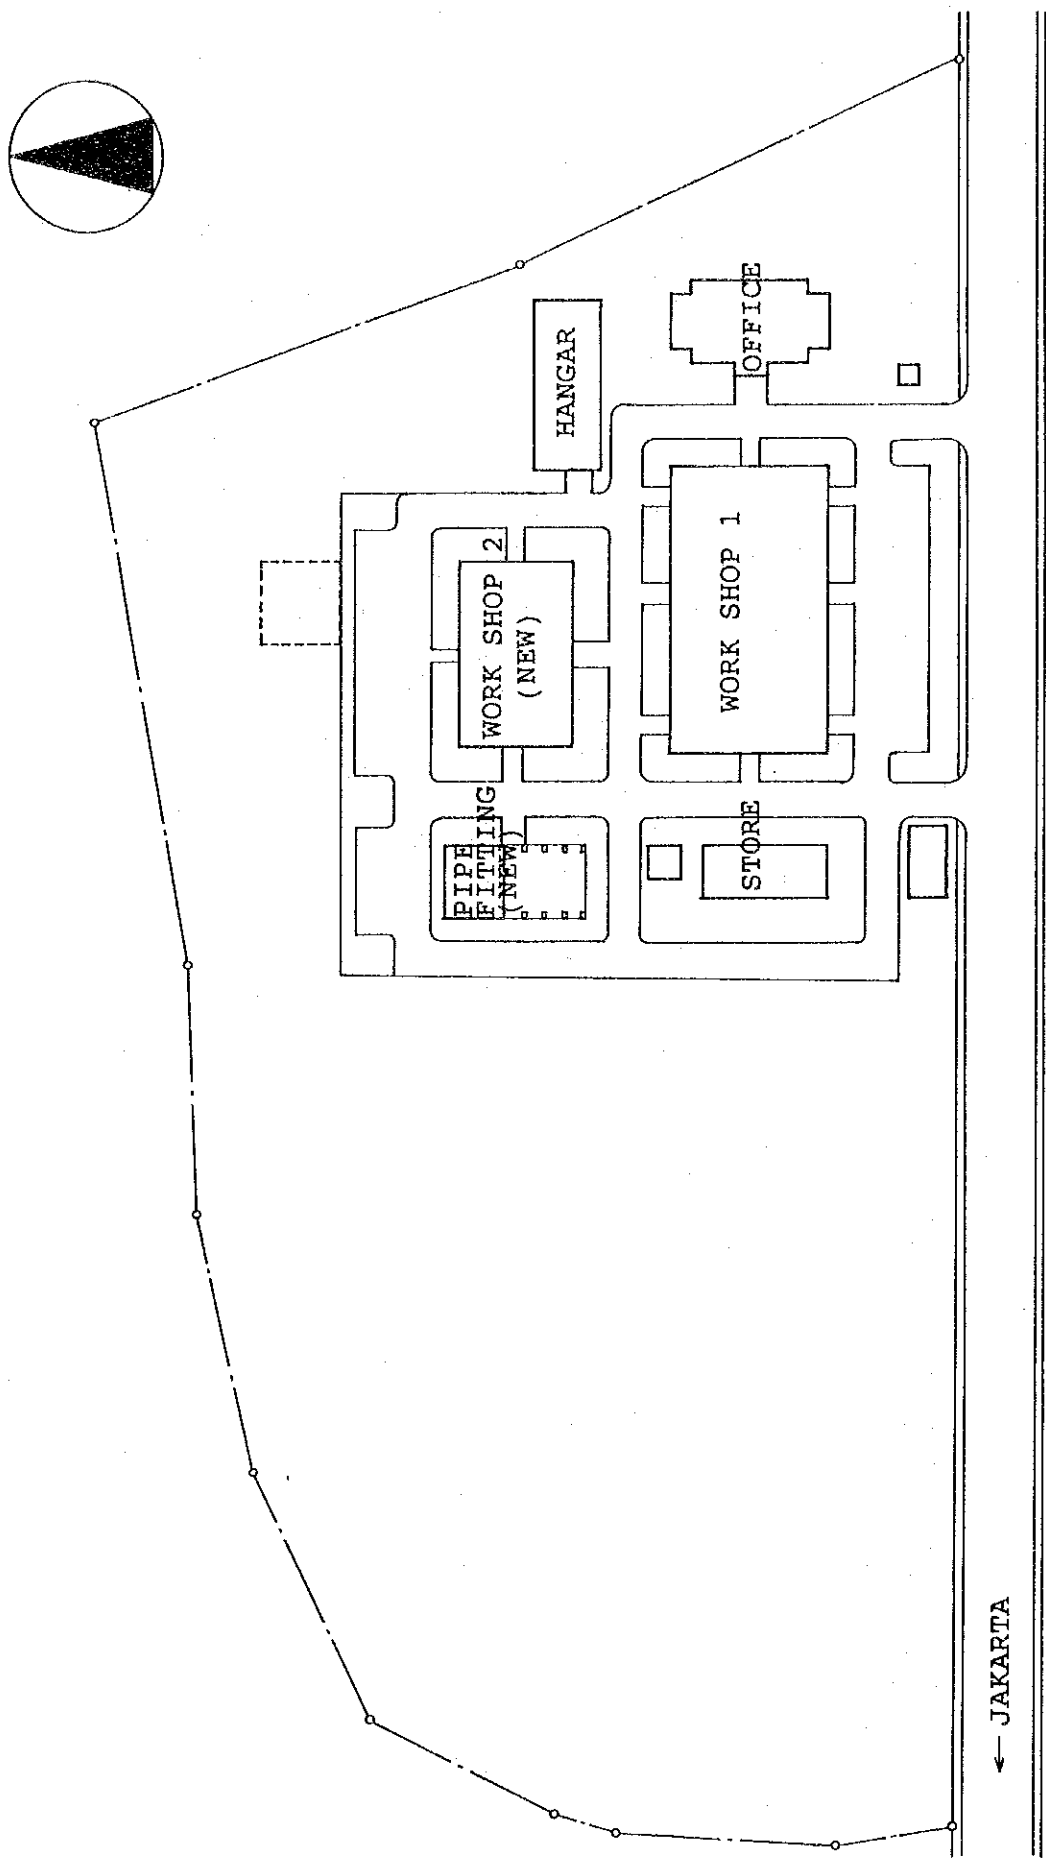 HANGAR
OFFICE
WORK SHOP 2
(NEW)
WORK SHOP 1
PIPE
FITTING
(NEW)
STORE
← JAKARTA